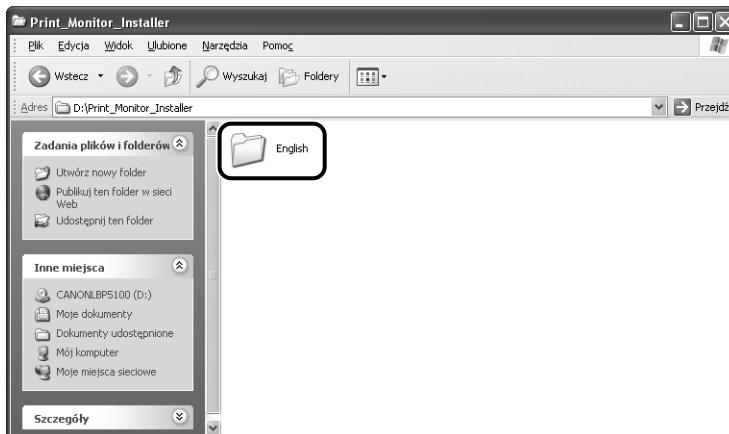 Print_Monitor_Installer
Plik Edycja Widok Ulubione Narzędzia Pomoc
Wstecz Wyszukaj Foldery
Adres D:\Print_Monitor_Installer Przejdź
Zadania plików i folderów
Utwórz nowy folder
Publikuj ten folder w sieci
Web
Udostępnij ten folder
Inne miejsca
CANONLBP5100 (D:)
Moje dokumenty
Dokumenty udostępnione
Mój komputer
Moje miejsca sieciowe
Szczegóły
English